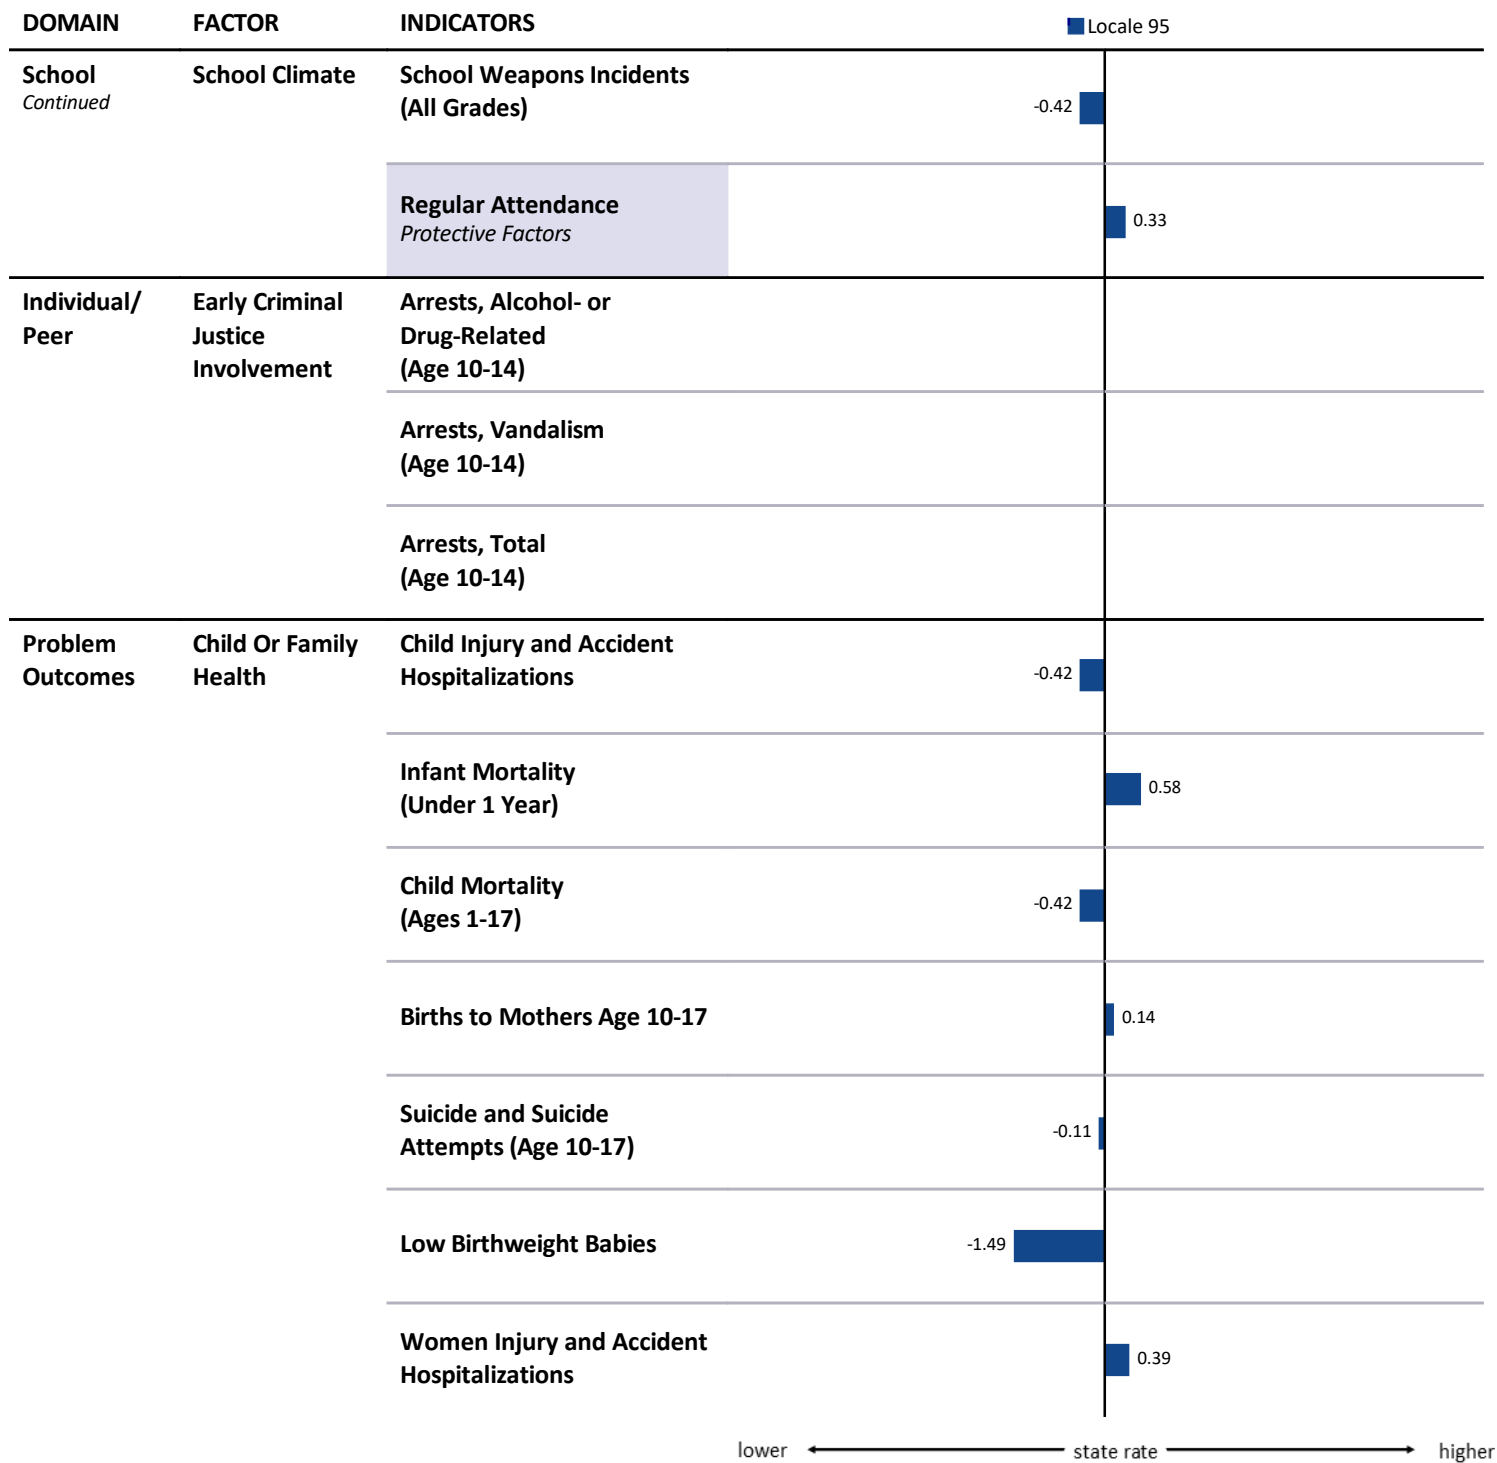 DOMAIN FACTOR INDICATORS Locale 95
School
Continued
School Climate
School Weapons Incidents
(All Grades)
-0.42
Regular Attendance
Protective Factors
0.33
Individual/
Peer
Early Criminal
Justice
Involvement
Arrests, Alcohol- or
Drug-Related
(Age 10-14)
Arrests, Vandalism
(Age 10-14)
Arrests, Total
(Age 10-14)
Problem
Outcomes
Child Or Family
Health
Child Injury and Accident
Hospitalizations
-0.42
Infant Mortality
(Under 1 Year)
0.58
Child Mortality
(Ages 1-17)
-0.42
Births to Mothers Age 10-17
0.14
Suicide and Suicide
Attempts (Age 10-17)
-0.11
Low Birthweight Babies
-1.49
Women Injury and Accident
Hospitalizations
0.39
lower state rate higher